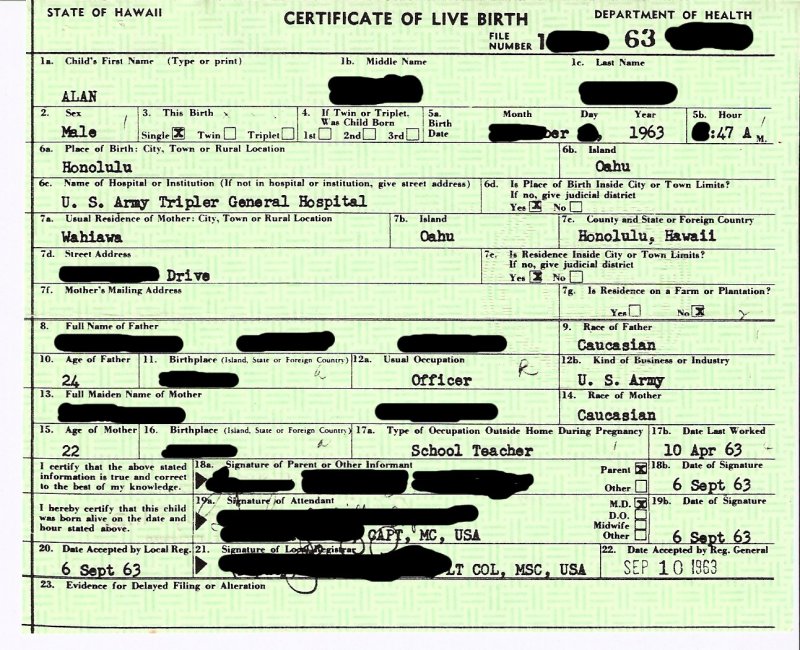 STATE OF HAWAII
CERTIFICATE OF LIVE BIRTH
DEPARTMENT OF HEALTH
FILE NUMBER 1 63
1a. Child's First Name (Type or print) 1b. Middle Name 1c. Last Name
ALAN
2. Sex 3. This Birth 4. If Twin or Triplet, Was Child Born 5a. Birth Date Month Day Year 5b. Hour
Male Single X Twin Triplet 1st 2nd 3rd ber 1963 :47 A M.
6a. Place of Birth: City, Town or Rural Location 6b. Island
Honolulu Oahu
6c. Name of Hospital or Institution (If not in hospital or institution, give street address) 6d. Is Place of Birth Inside City or Town Limits? If no, give judicial district
U. S. Army Tripler General Hospital Yes X No
7a. Usual Residence of Mother: City, Town or Rural Location 7b. Island 7c. County and State or Foreign Country
Wahiawa Oahu Honolulu, Hawaii
7d. Street Address 7e. Is Residence Inside City or Town Limits? If no, give judicial district
Drive Yes X No
7f. Mother's Mailing Address 7g. Is Residence on a Farm or Plantation?
Yes No X
8. Full Name of Father 9. Race of Father
Caucasian
10. Age of Father 11. Birthplace (Island, State or Foreign Country) 12a. Usual Occupation 12b. Kind of Business or Industry
24 Officer R U. S. Army
13. Full Maiden Name of Mother 14. Race of Mother
Caucasian
15. Age of Mother 16. Birthplace (Island, State or Foreign Country) 17a. Type of Occupation Outside Home During Pregnancy 17b. Date Last Worked
22 School Teacher 10 Apr 63
I certify that the above stated information is true and correct to the best of my knowledge. 18a. Signature of Parent or Other Informant Parent X Other 18b. Date of Signature
6 Sept 63
I hereby certify that this child was born alive on the date and hour stated above. 19a. Signature of Attendant M.D. X D.O. Midwife Other 19b. Date of Signature
CAPT, MC, USA 6 Sept 63
20. Date Accepted by Local Reg. 21. Signature of Local Registrar 22. Date Accepted by Reg. General
6 Sept 63 LT COL, MSC, USA SEP 10 1963
23. Evidence for Delayed Filing or Alteration